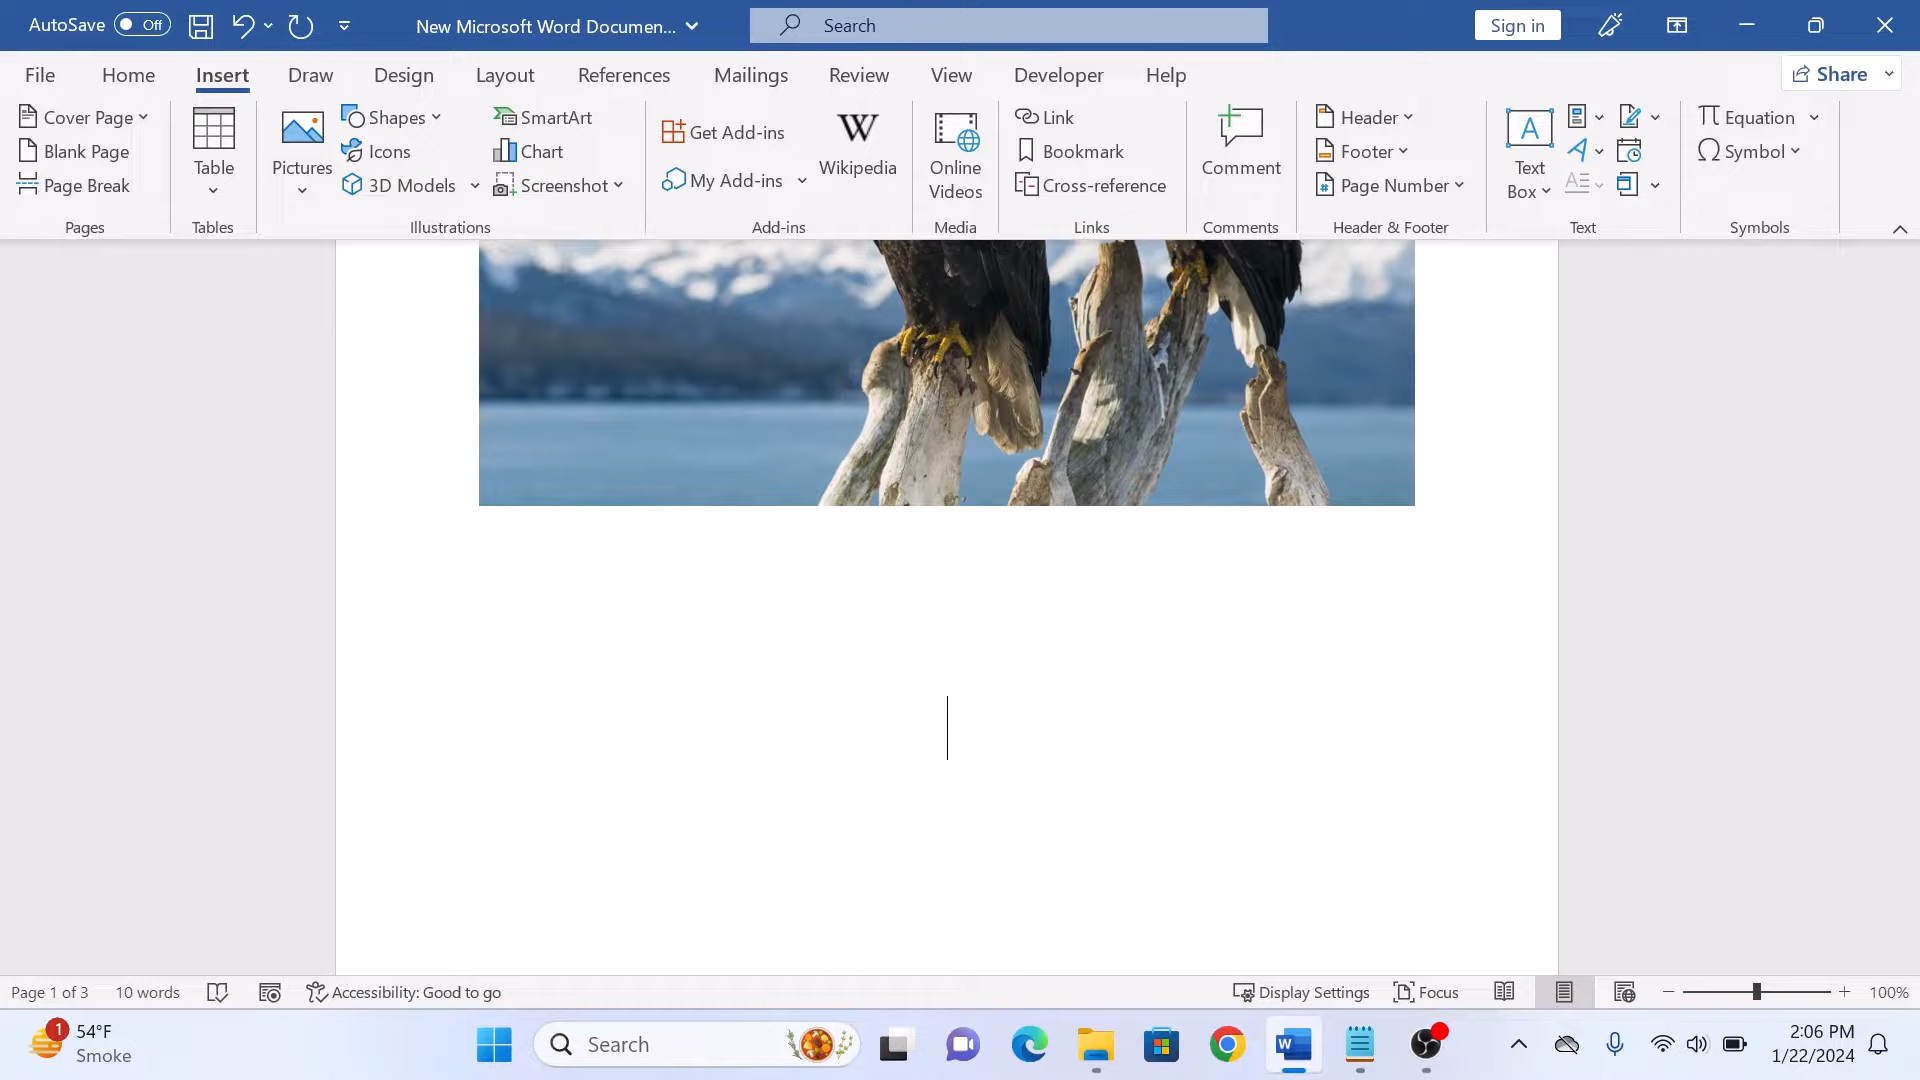 AutoSave Off New Microsoft Word Documen... Search Sign in
File Home Insert Draw Design Layout References Mailings Review View Developer Help Share
Cover Page
Blank Page
Page Break
Pages
Table
Tables
Pictures
Shapes
Icons
3D Models
SmartArt
Chart
Screenshot
Illustrations
Get Add-ins
My Add-ins
W
Wikipedia
Add-ins
Online
Videos
Media
Link
Bookmark
Cross-reference
Links
Comment
Comments
Header
Footer
Page Number
Header & Footer
A
Text
Box
Text
Equation
Symbol
Symbols
Page 1 of 3 10 words Accessibility: Good to go Display Settings Focus 100%
1
54°F
Smoke
Search
W
2:06 PM
1/22/2024